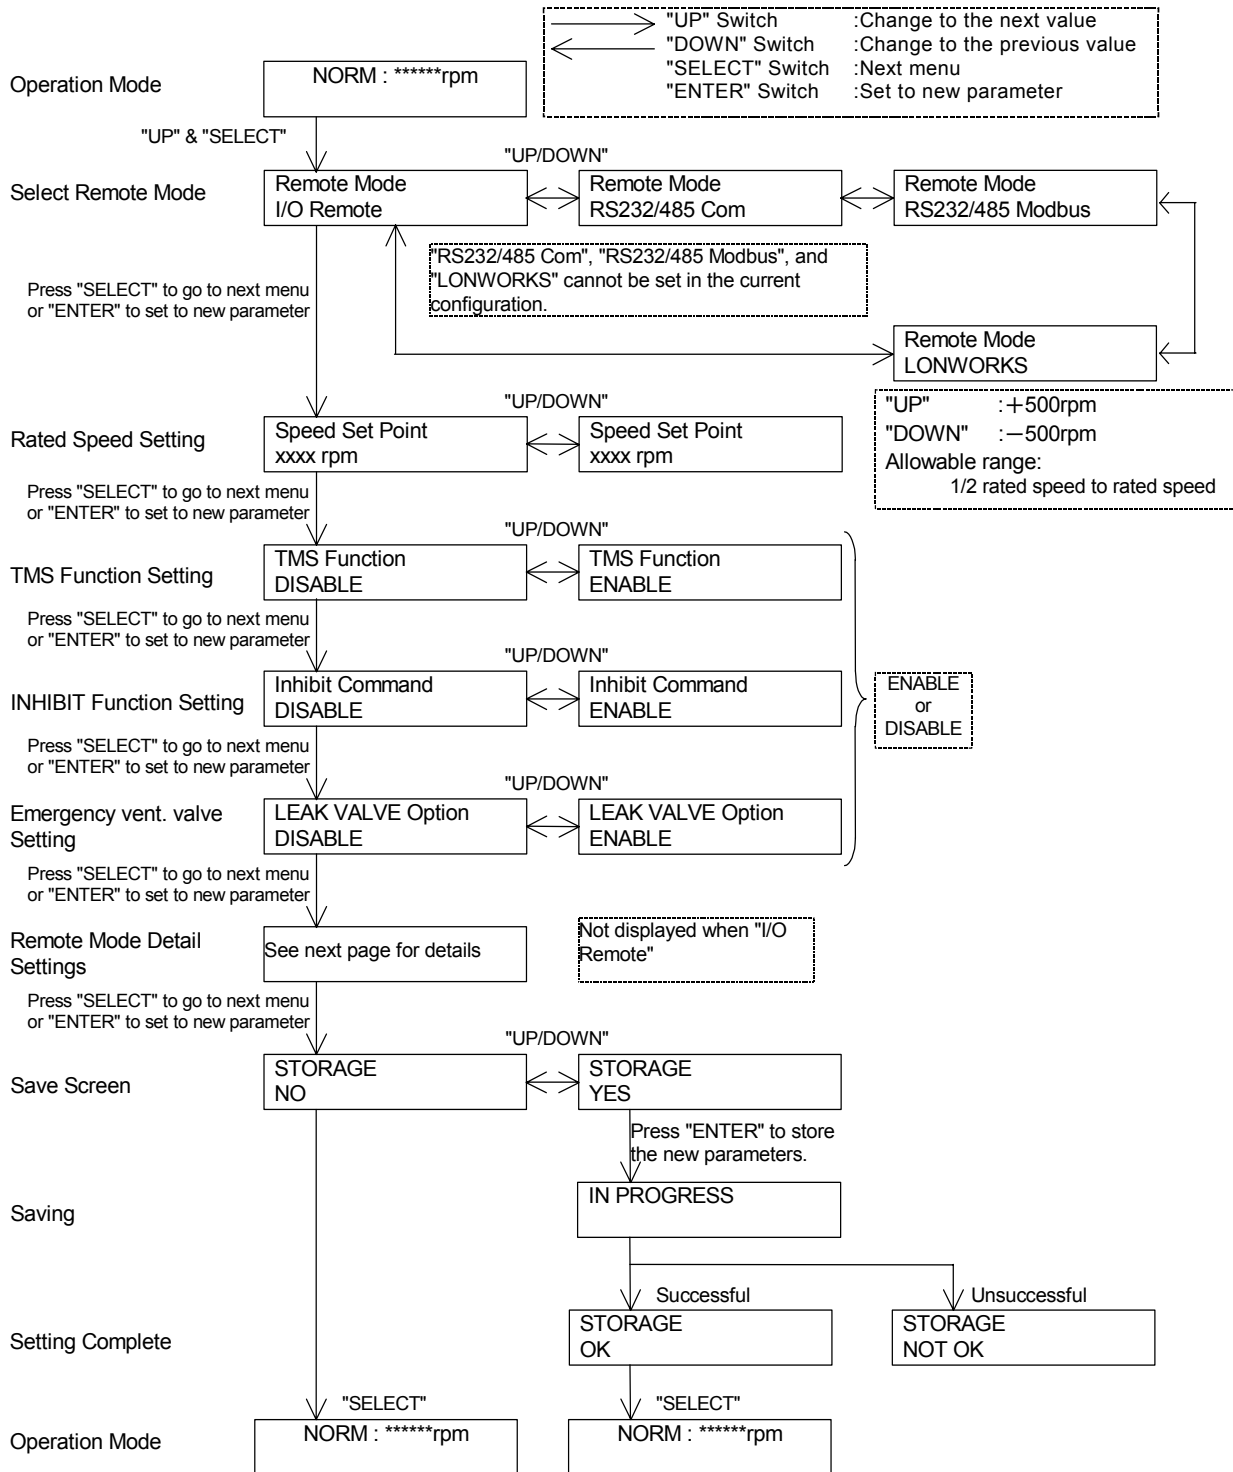 "UP" Switch :Change to the next value
"DOWN" Switch :Change to the previous value
"SELECT" Switch :Next menu
"ENTER" Switch :Set to new parameter
Operation Mode
NORM : ******rpm
"UP" & "SELECT"
"UP/DOWN"
Select Remote Mode
Remote Mode
I/O Remote
Remote Mode
RS232/485 Com
Remote Mode
RS232/485 Modbus
"RS232/485 Com", "RS232/485 Modbus", and
"LONWORKS" cannot be set in the current
configuration.
Press "SELECT" to go to next menu
or "ENTER" to set to new parameter
Remote Mode
LONWORKS
"UP/DOWN"
Rated Speed Setting
Speed Set Point
xxxx rpm
Speed Set Point
xxxx rpm
"UP" :+500rpm
"DOWN" :−500rpm
Allowable range:
1/2 rated speed to rated speed
Press "SELECT" to go to next menu
or "ENTER" to set to new parameter
"UP/DOWN"
TMS Function Setting
TMS Function
DISABLE
TMS Function
ENABLE
Press "SELECT" to go to next menu
or "ENTER" to set to new parameter
"UP/DOWN"
INHIBIT Function Setting
Inhibit Command
DISABLE
Inhibit Command
ENABLE
ENABLE
or
DISABLE
Press "SELECT" to go to next menu
or "ENTER" to set to new parameter
"UP/DOWN"
Emergency vent. valve
Setting
LEAK VALVE Option
DISABLE
LEAK VALVE Option
ENABLE
Press "SELECT" to go to next menu
or "ENTER" to set to new parameter
Remote Mode Detail
Settings
See next page for details
Not displayed when "I/O
Remote"
Press "SELECT" to go to next menu
or "ENTER" to set to new parameter
"UP/DOWN"
Save Screen
STORAGE
NO
STORAGE
YES
Press "ENTER" to store
the new parameters.
Saving
IN PROGRESS
Successful
Unsuccessful
Setting Complete
STORAGE
OK
STORAGE
NOT OK
"SELECT"
"SELECT"
Operation Mode
NORM : ******rpm
NORM : ******rpm